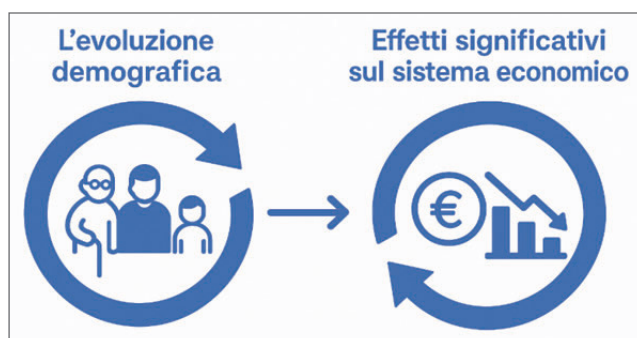 L'evoluzione
demografica
Effetti significativi
sul sistema economico
€